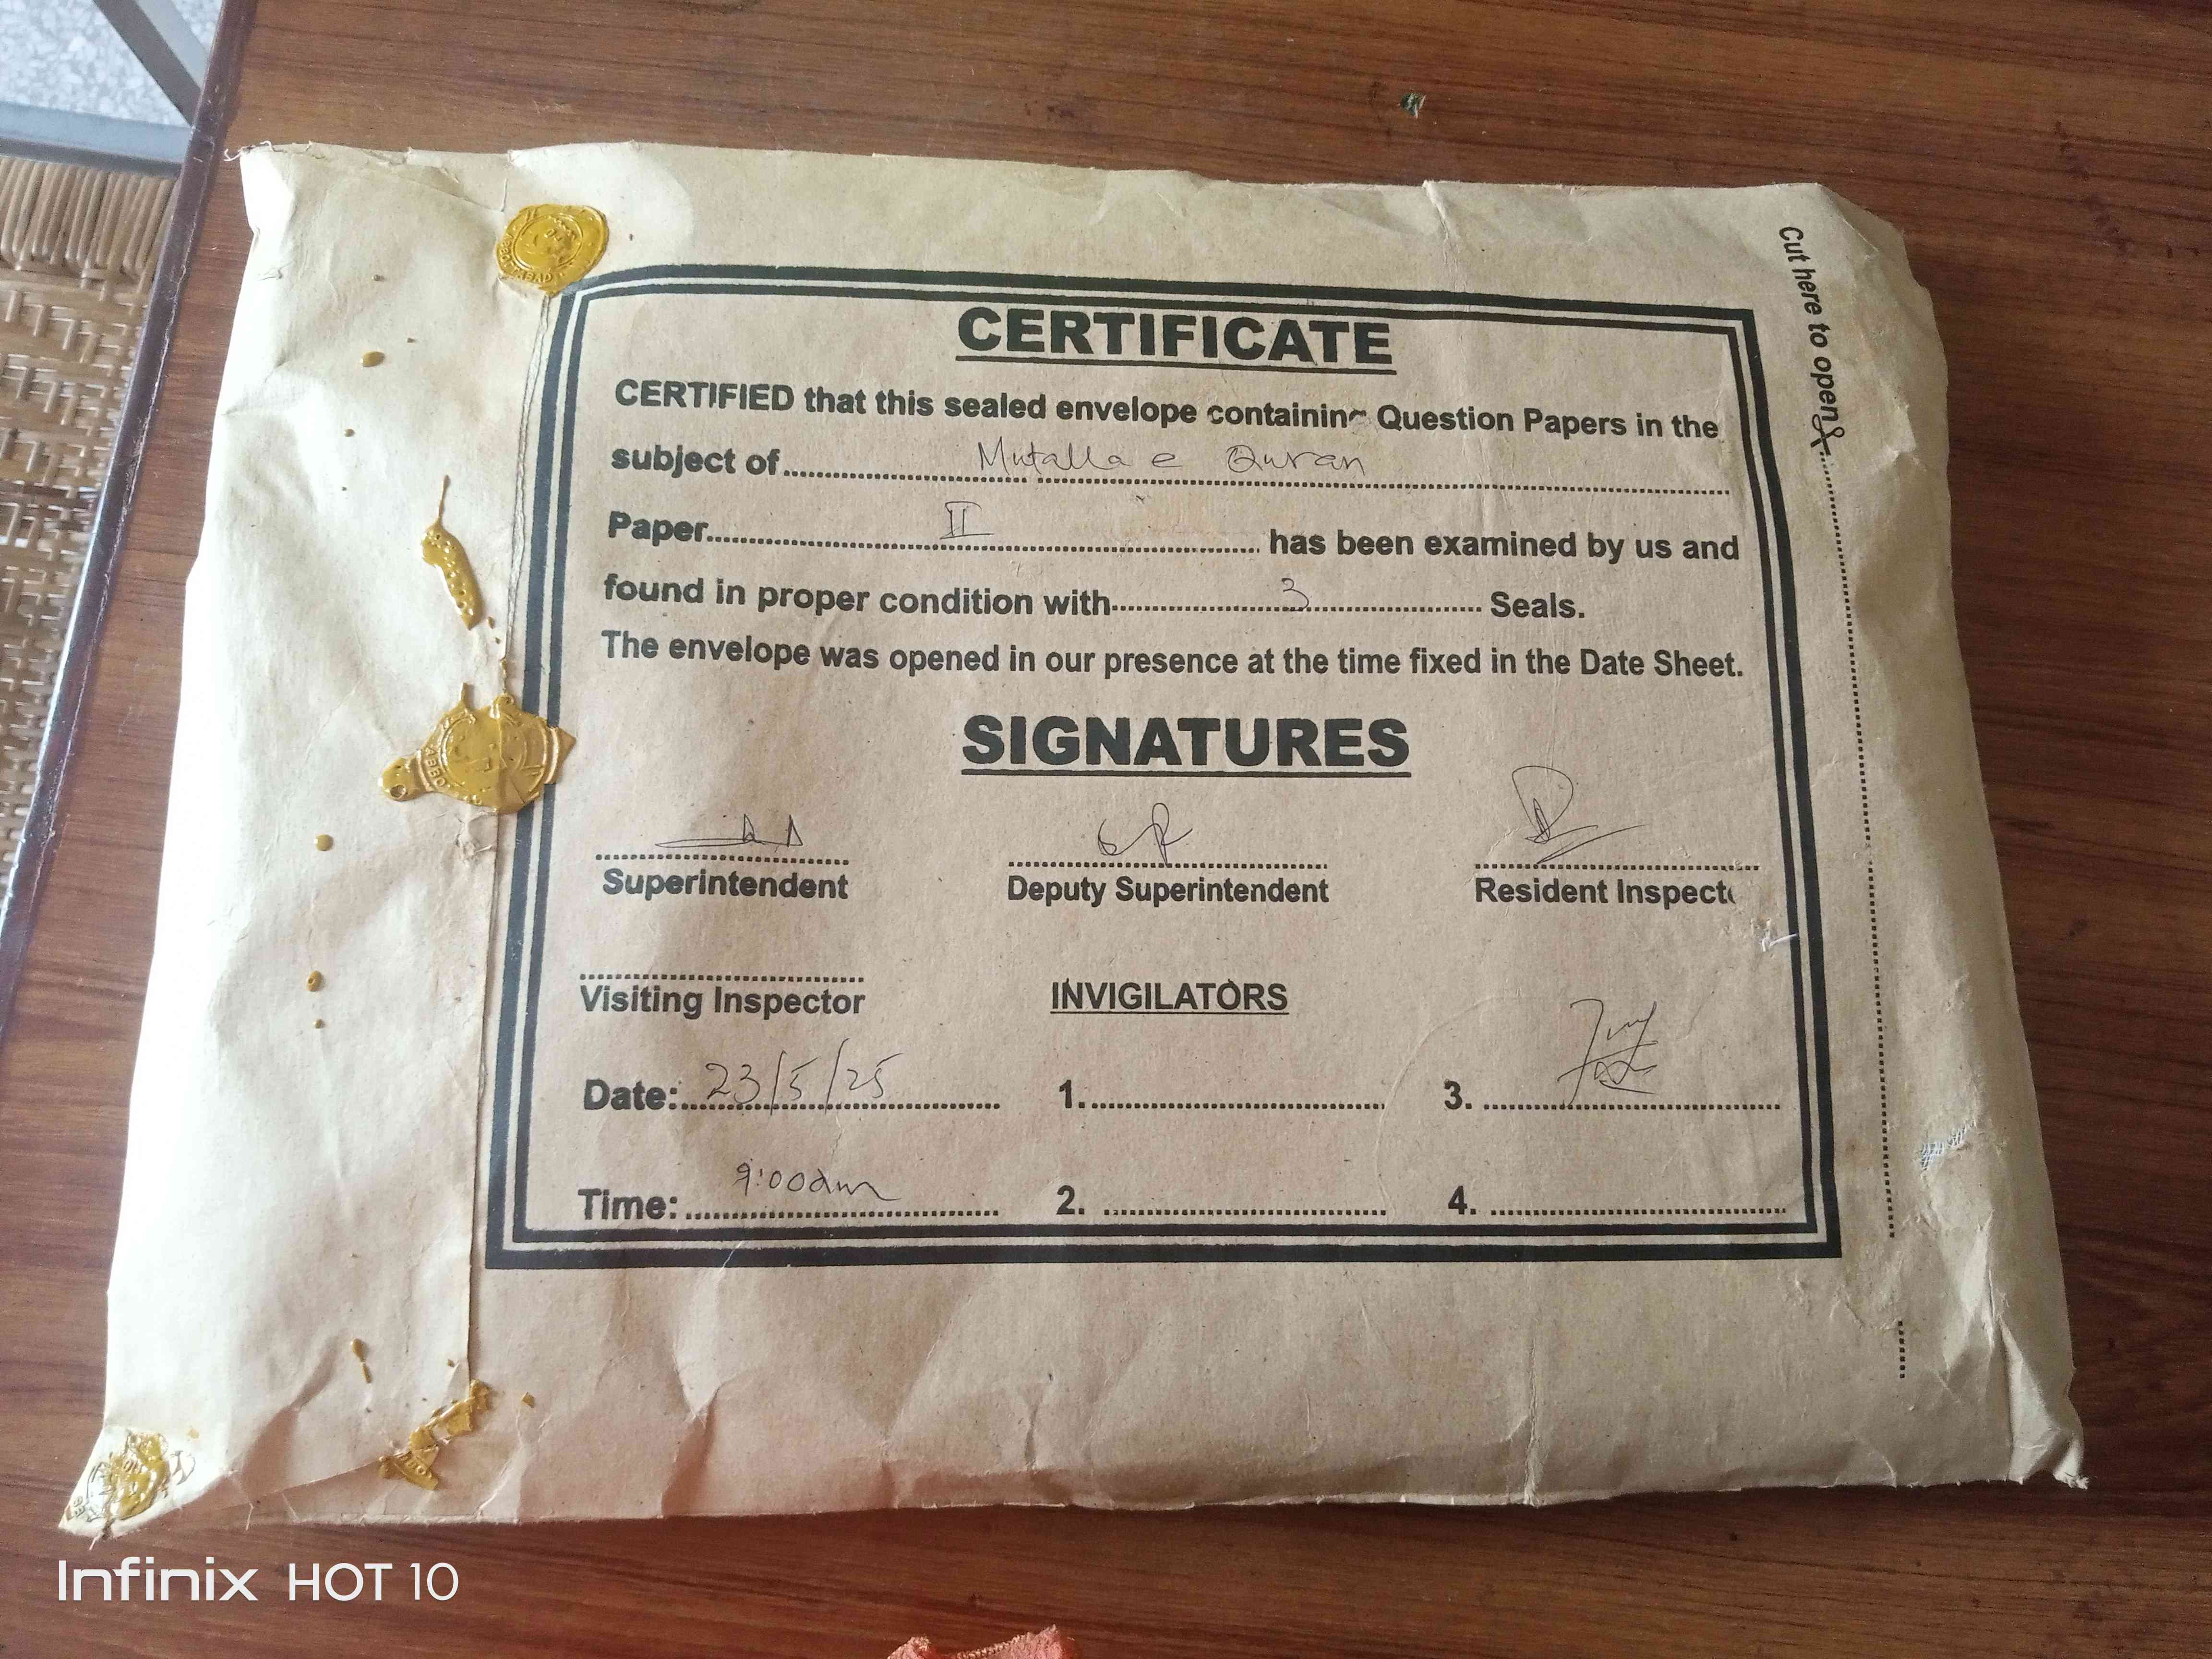 Cut here to open
CERTIFICATE
CERTIFIED that this sealed envelope containing Question Papers in the
subject of Mutalla e Quran
Paper II has been examined by us and
found in proper condition with 3 Seals.
The envelope was opened in our presence at the time fixed in the Date Sheet.
SIGNATURES
Superintendent Deputy Superintendent Resident Inspecto
Visiting Inspector INVIGILATORS
Date: 23/5/25 1. 3.
Time: 9:00am 2. 4.
Infinix HOT 10